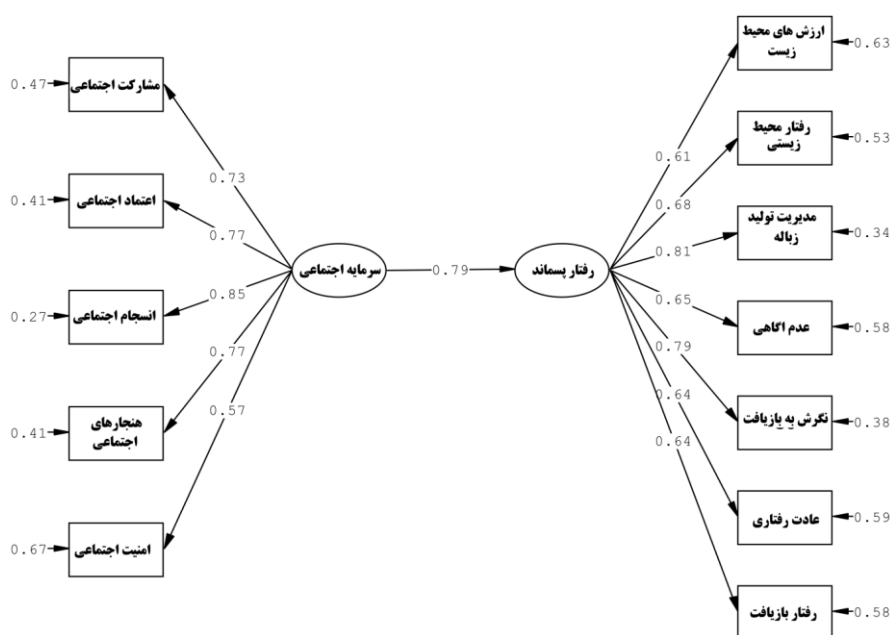 ارزش های محیط
زیست
0.63
مشارکت اجتماعی
0.47
رفتار محیط
زیستی
0.53
0.61
0.73
اعتماد اجتماعی
0.41
0.68
مدیریت تولید
زباله
0.34
0.77
0.81
سرمایه اجتماعی
0.79
رفتار پسماند
0.85
0.65
انسجام اجتماعی
0.27
عدم اگاهی
0.58
0.77
0.79
0.64
0.57
هنجارهای
اجتماعی
0.41
نگرش به بازیافت
0.38
0.64
عادت رفتاری
0.59
امنیت اجتماعی
0.67
رفتار بازیافت
0.58